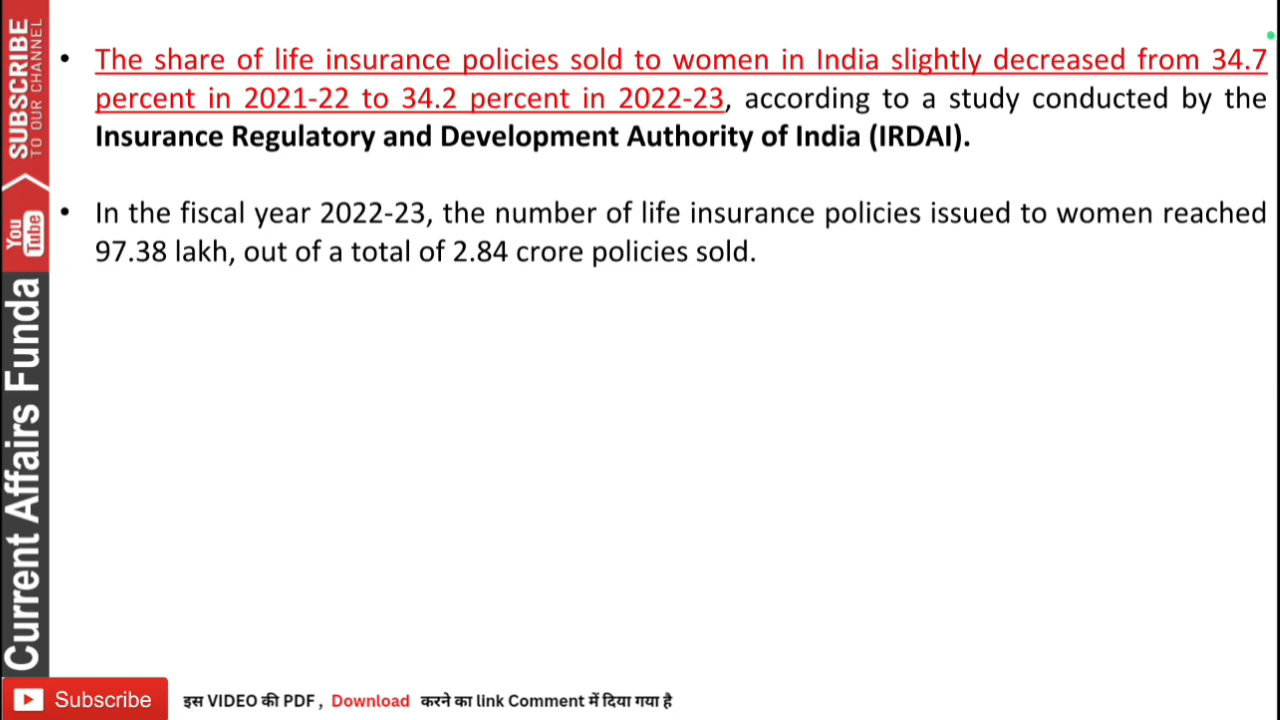 • The share of life insurance policies sold to women in India slightly decreased from 34.7
percent in 2021-22 to 34.2 percent in 2022-23, according to a study conducted by the
Insurance Regulatory and Development Authority of India (IRDAI).
• In the fiscal year 2022-23, the number of life insurance policies issued to women reached
97.38 lakh, out of a total of 2.84 crore policies sold.
SUBSCRIBE
TO OUR CHANNEL
You
Tube
Current Affairs Funda
Subscribe
इस VIDEO की PDF , Download करने का link Comment में दिया गया है